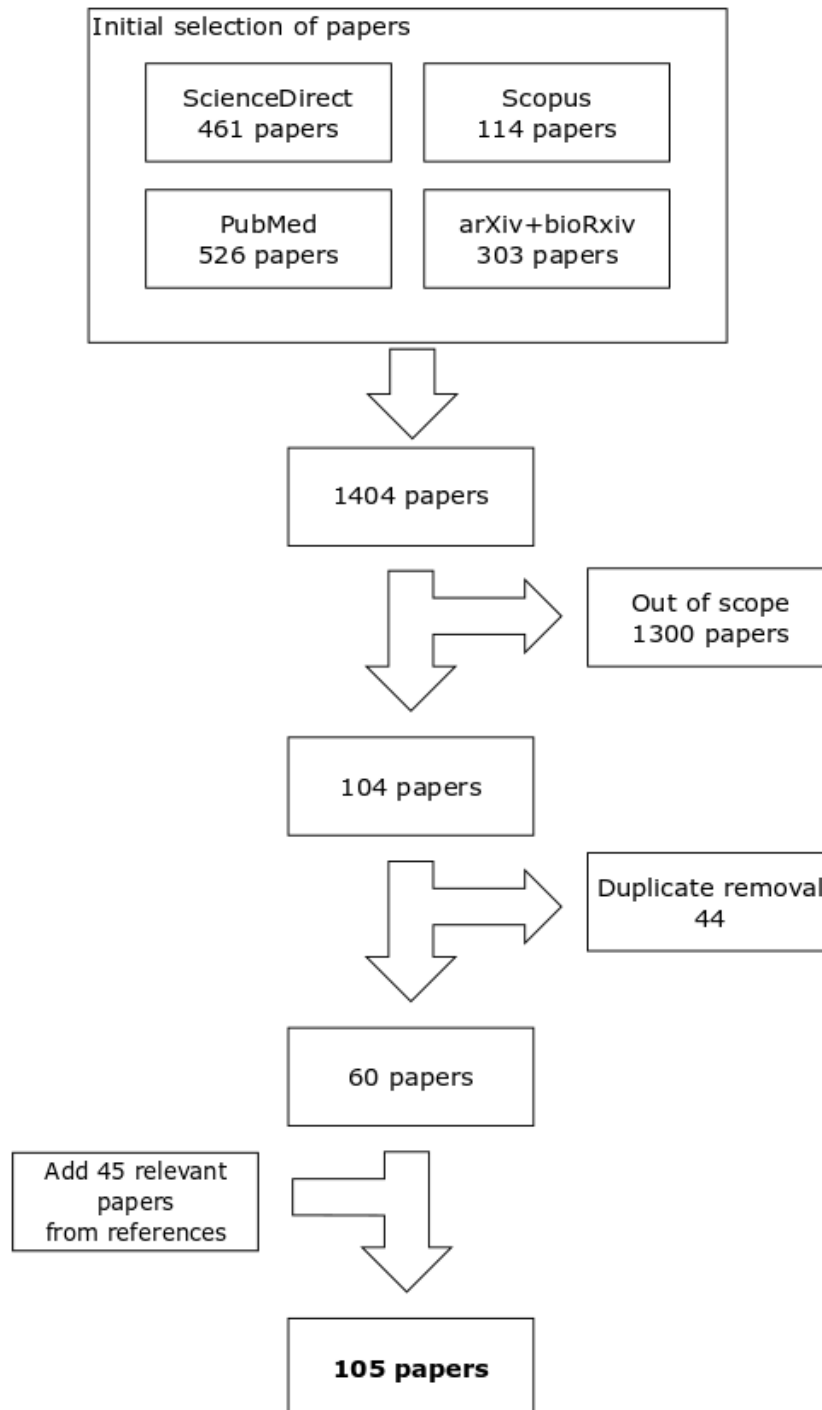 Initial selection of papers
ScienceDirect
461 papers
Scopus
114 papers
PubMed
526 papers
arXiv+bioRxiv
303 papers
1404 papers
Out of scope
1300 papers
104 papers
Duplicate removal
44
60 papers
Add 45 relevant
papers
from references
105 papers